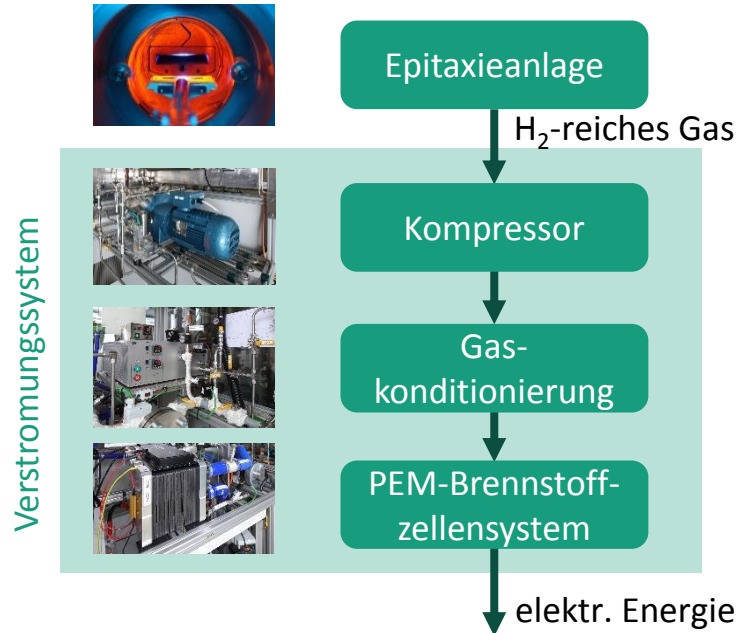 Epitaxieanlage
H₂-reiches Gas
Verstromungssystem
Kompressor
Gas-
konditionierung
PEM-Brennstoff-
zellensystem
elektr. Energie